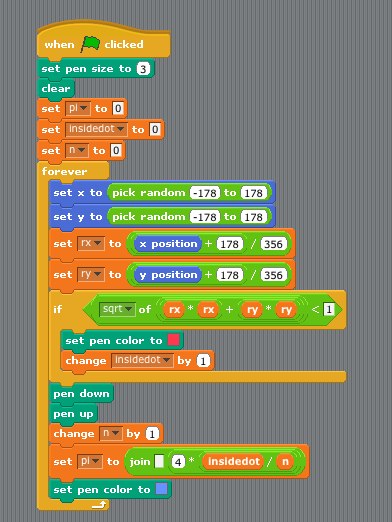 when clicked
set pen size to 3
clear
set pi to 0
set insidedot to 0
set n to 0
forever
set x to pick random -178 to 178
set y to pick random -178 to 178
set rx to x position + 178 / 356
set ry to y position + 178 / 356
if sqrt of rx * rx + ry * ry < 1
set pen color to
change insidedot by 1
pen down
pen up
change n by 1
set pi to join 4 * insidedot / n
set pen color to